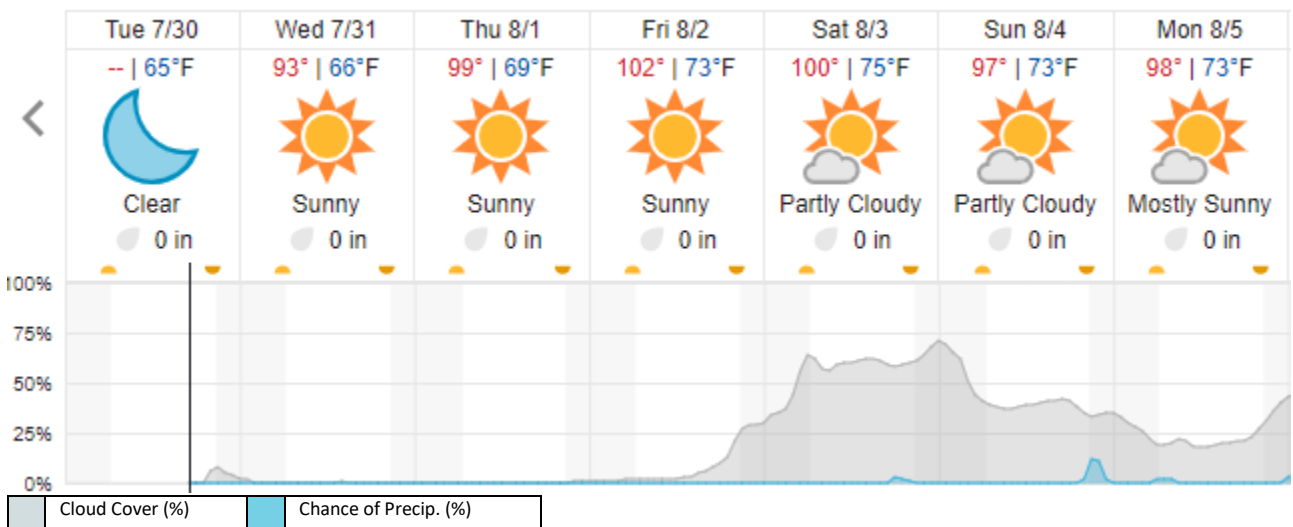 Tue 7/30 Wed 7/31 Thu 8/1 Fri 8/2 Sat 8/3 Sun 8/4 Mon 8/5
-- | 65°F 93° | 66°F 99° | 69°F 102° | 73°F 100° | 75°F 97° | 73°F 98° | 73°F
Clear Sunny Sunny Sunny Partly Cloudy Partly Cloudy Mostly Sunny
0 in 0 in 0 in 0 in 0 in 0 in 0 in
100%
75%
50%
25%
0%
Cloud Cover (%) Chance of Precip. (%)